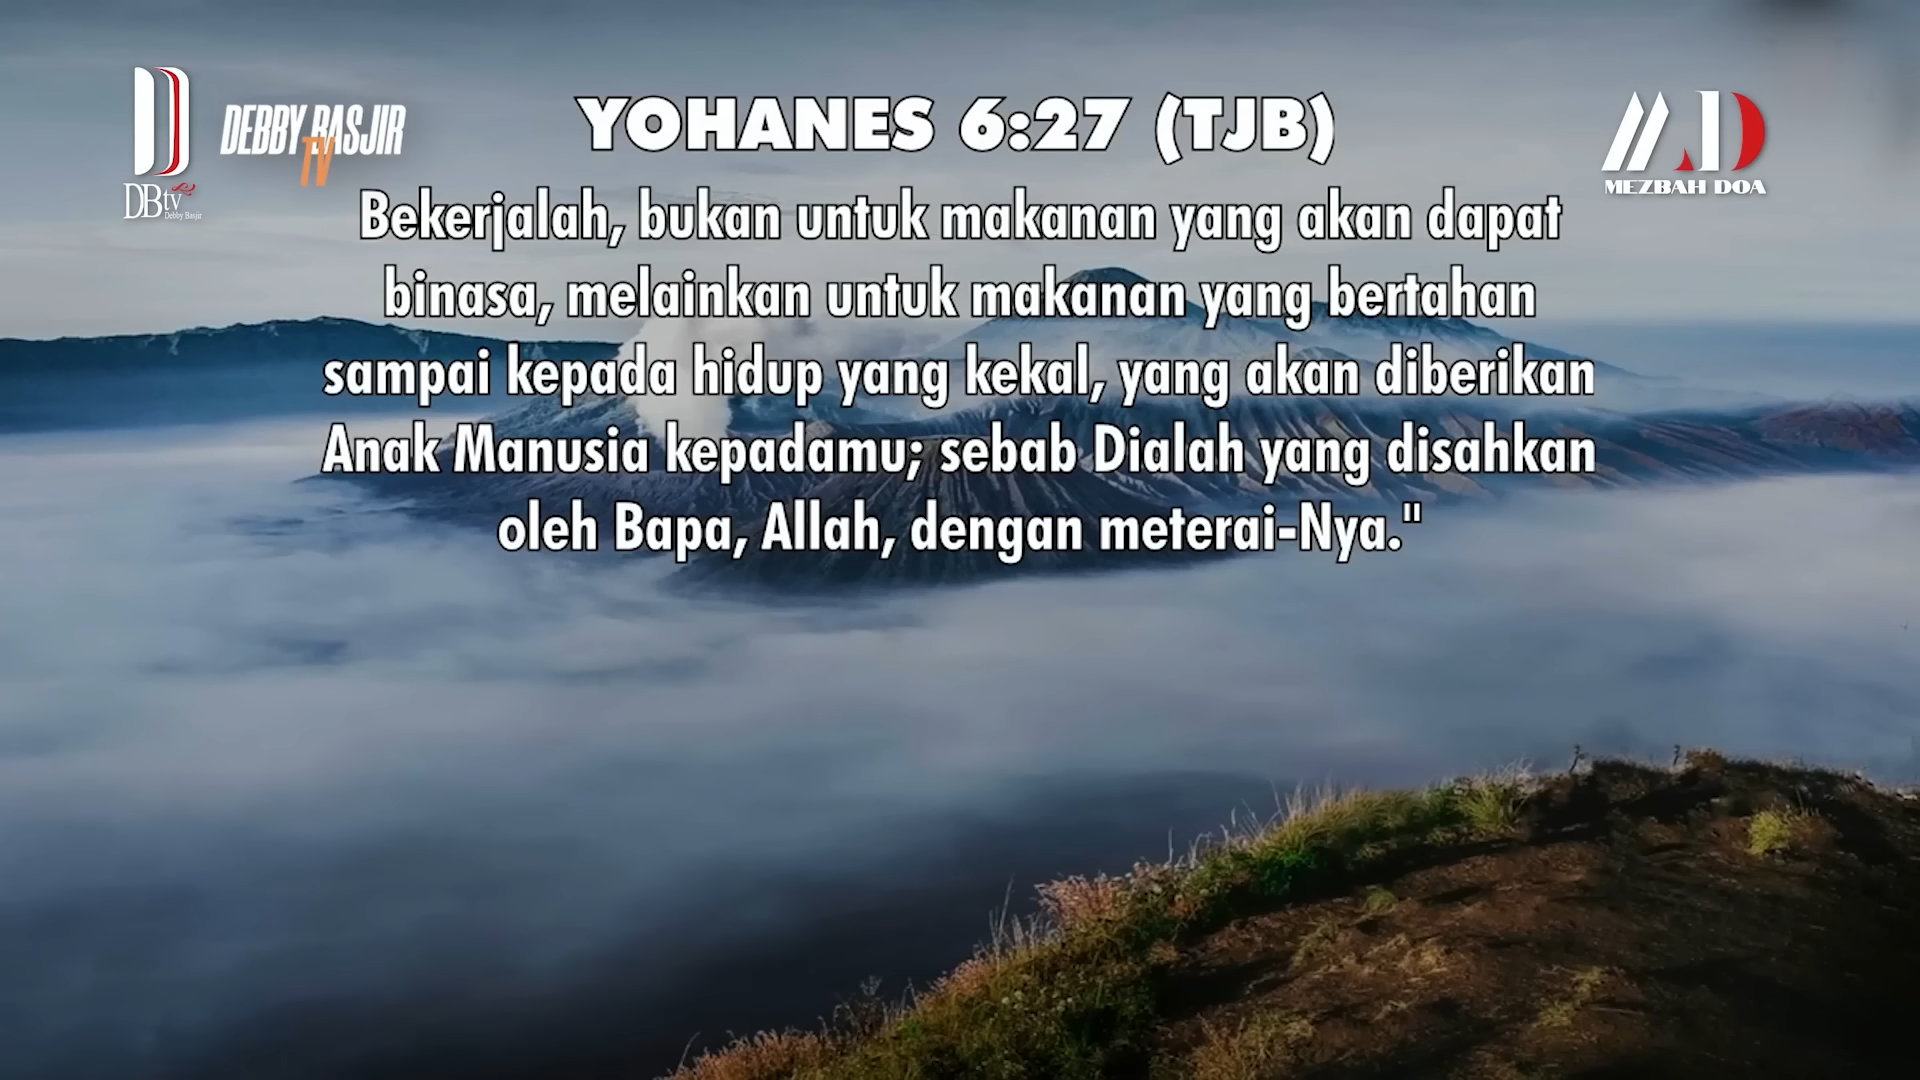 DEBBY BASJIR
TV
DBtv
Debby Basjir
MEZBAH DOA
YOHANES 6:27 (TJB)
Bekerjalah, bukan untuk makanan yang akan dapat
binasa, melainkan untuk makanan yang bertahan
sampai kepada hidup yang kekal, yang akan diberikan
Anak Manusia kepadamu; sebab Dialah yang disahkan
oleh Bapa, Allah, dengan meterai-Nya."